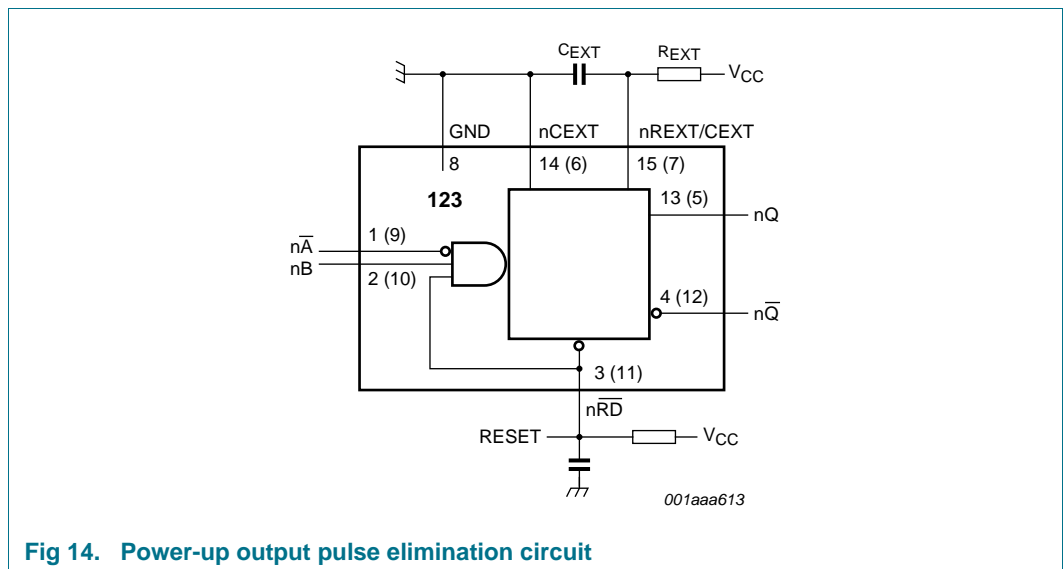 CEXT
REXT
VCC
GND
nCEXT
nREXT/CEXT
8
14 (6)
15 (7)
123
13 (5)
nQ
1 (9)
nA̅
nB
2 (10)
4 (12)
nQ̅
3 (11)
nR̅D̅
RESET
VCC
001aaa613
Fig 14. Power-up output pulse elimination circuit